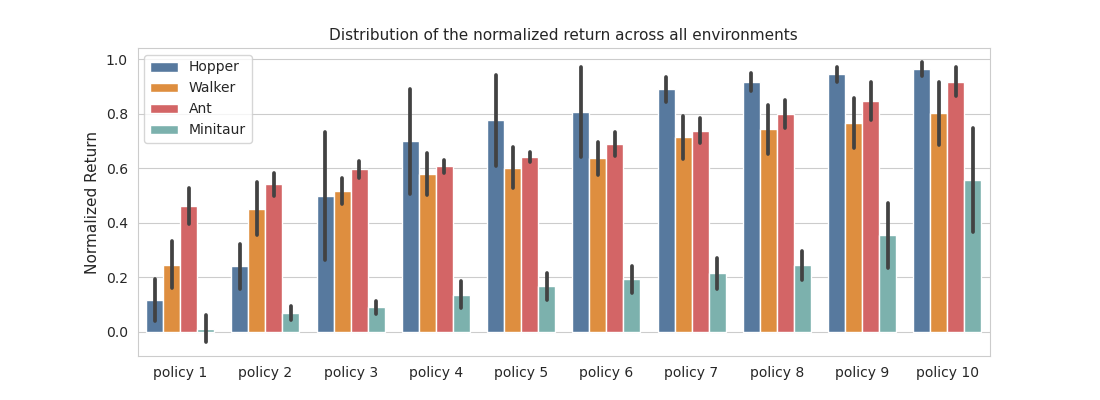 Distribution of the normalized return across all environments
Normalized Return
1.0
0.8
0.6
0.4
0.2
0.0
Hopper
Walker
Ant
Minitaur
policy 1 policy 2 policy 3 policy 4 policy 5 policy 6 policy 7 policy 8 policy 9 policy 10